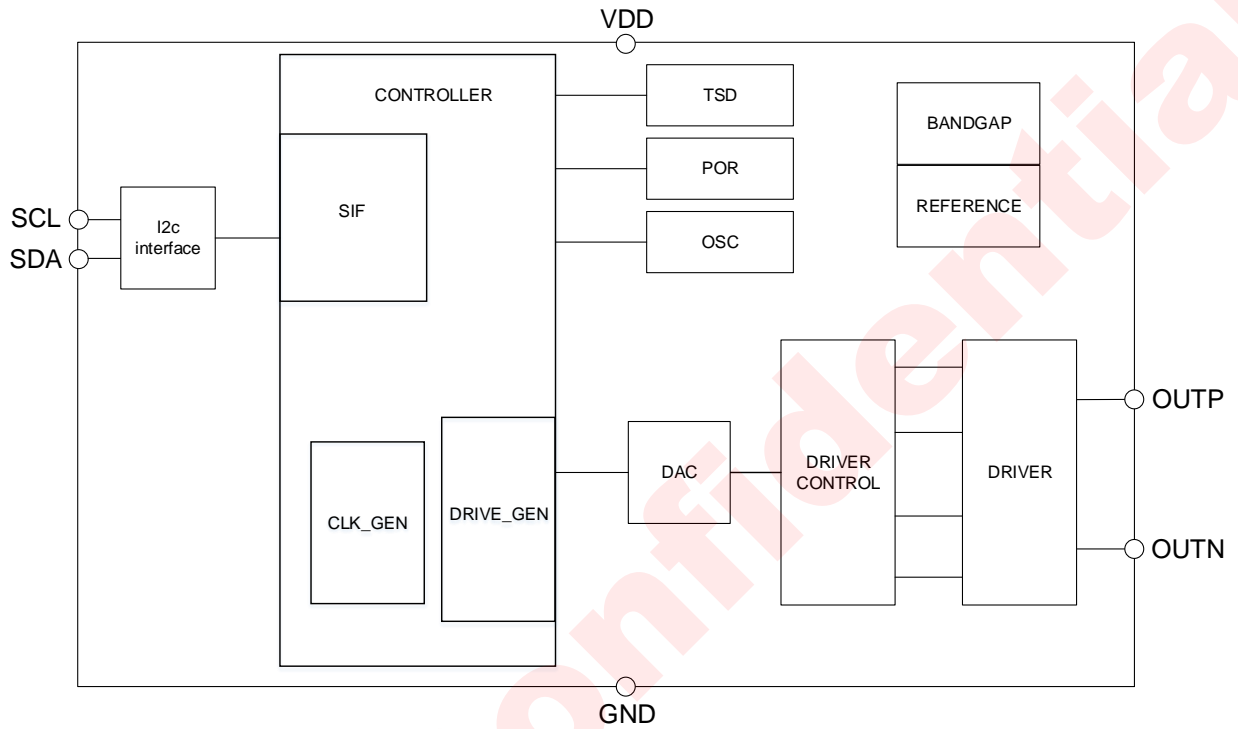 VDD
CONTROLLER
TSD
BANDGAP
POR
SIF
REFERENCE
SCL
I2c
interface
OSC
SDA
OUTP
DRIVER
CONTROL
DAC
DRIVER
DRIVE_GEN
CLK_GEN
OUTN
GND
onfidentia